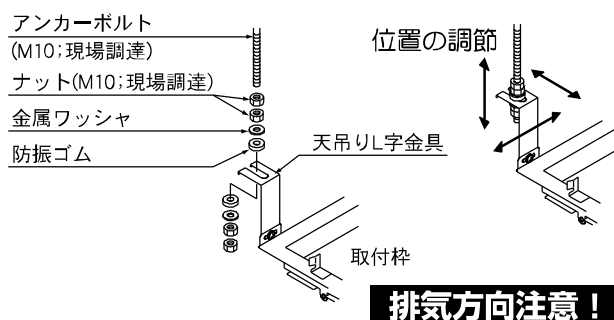 アンカーボルト
(M10;現場調達)
ナット(M10;現場調達)
金属ワッシャ
防振ゴム
天吊りL字金具
取付枠
位置の調節
排気方向注意！